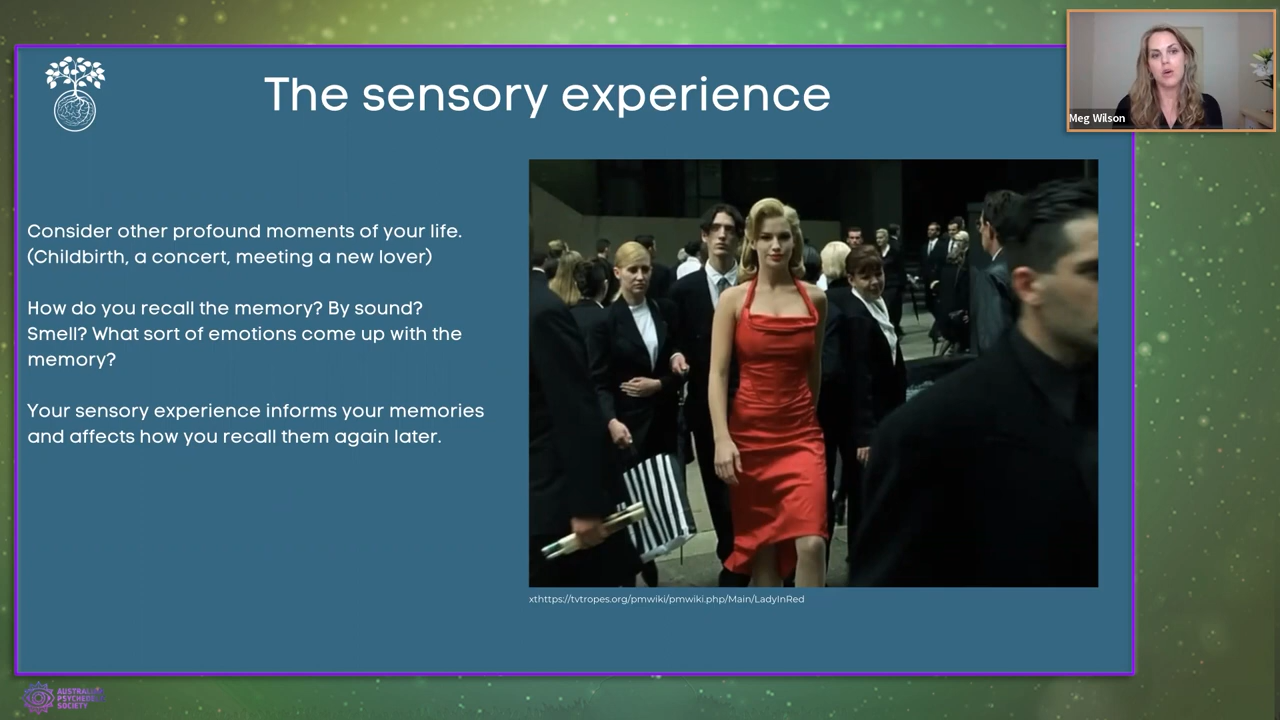 The sensory experience
Meg Wilson
Consider other profound moments of your life.
(Childbirth, a concert, meeting a new lover)
How do you recall the memory? By sound?
Smell? What sort of emotions come up with the
memory?
Your sensory experience informs your memories
and affects how you recall them again later.
xthttps://tvtropes.org/pmwiki/pmwiki.php/Main/LadyInRed
SOCIETY